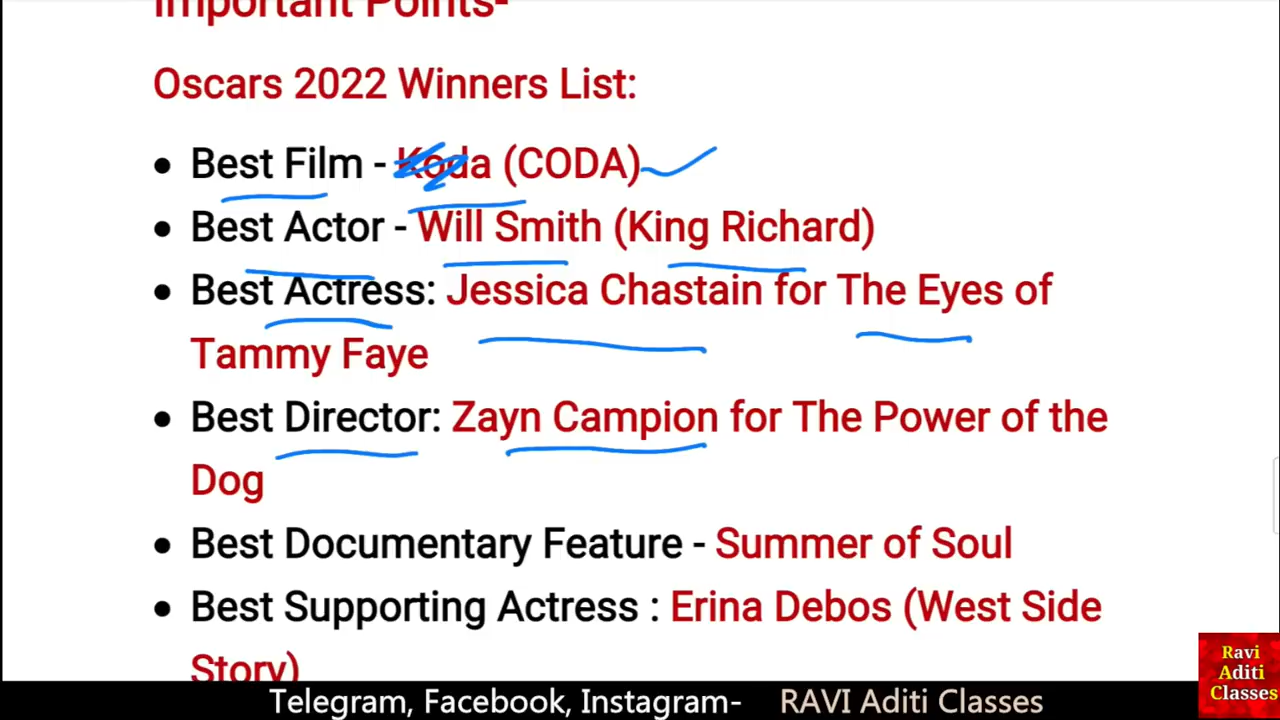 Important Points-
Oscars 2022 Winners List:
• Best Film - Koda (CODA)
• Best Actor - Will Smith (King Richard)
• Best Actress: Jessica Chastain for The Eyes of
Tammy Faye
• Best Director: Zayn Campion for The Power of the
Dog
• Best Documentary Feature - Summer of Soul
• Best Supporting Actress : Erina Debos (West Side
Story)
Telegram, Facebook, Instagram- RAVI Aditi Classes
Ravi
Aditi
Classes